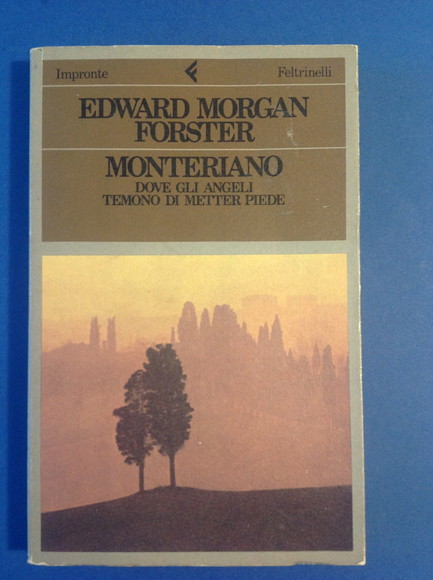 Impronte Feltrinelli
EDWARD MORGAN
FORSTER
MONTERIANO
DOVE GLI ANGELI
TEMONO DI METTER PIEDE